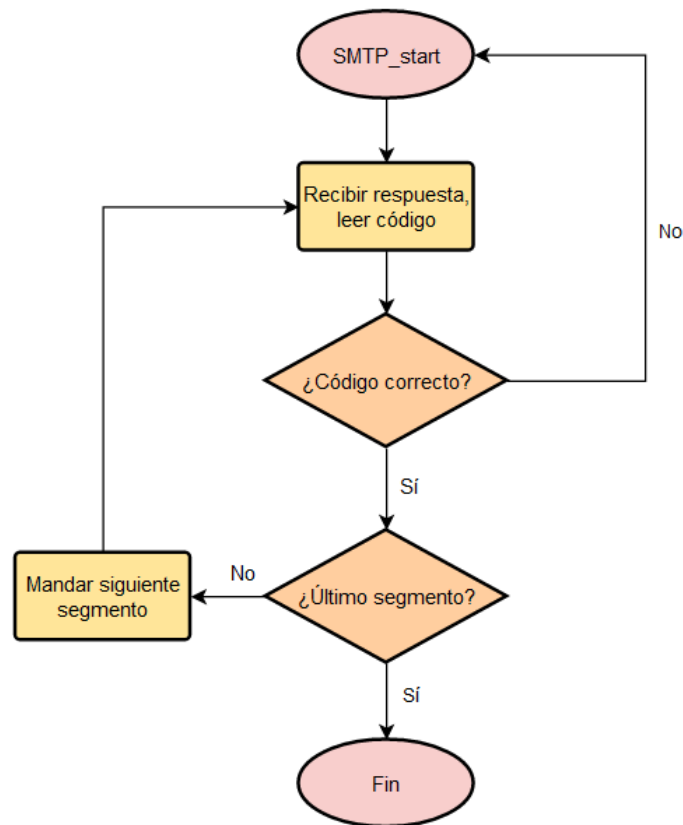 SMTP_start
Recibir respuesta,
leer código
No
¿Código correcto?
Sí
Mandar siguiente
segmento
No
¿Último segmento?
Sí
Fin